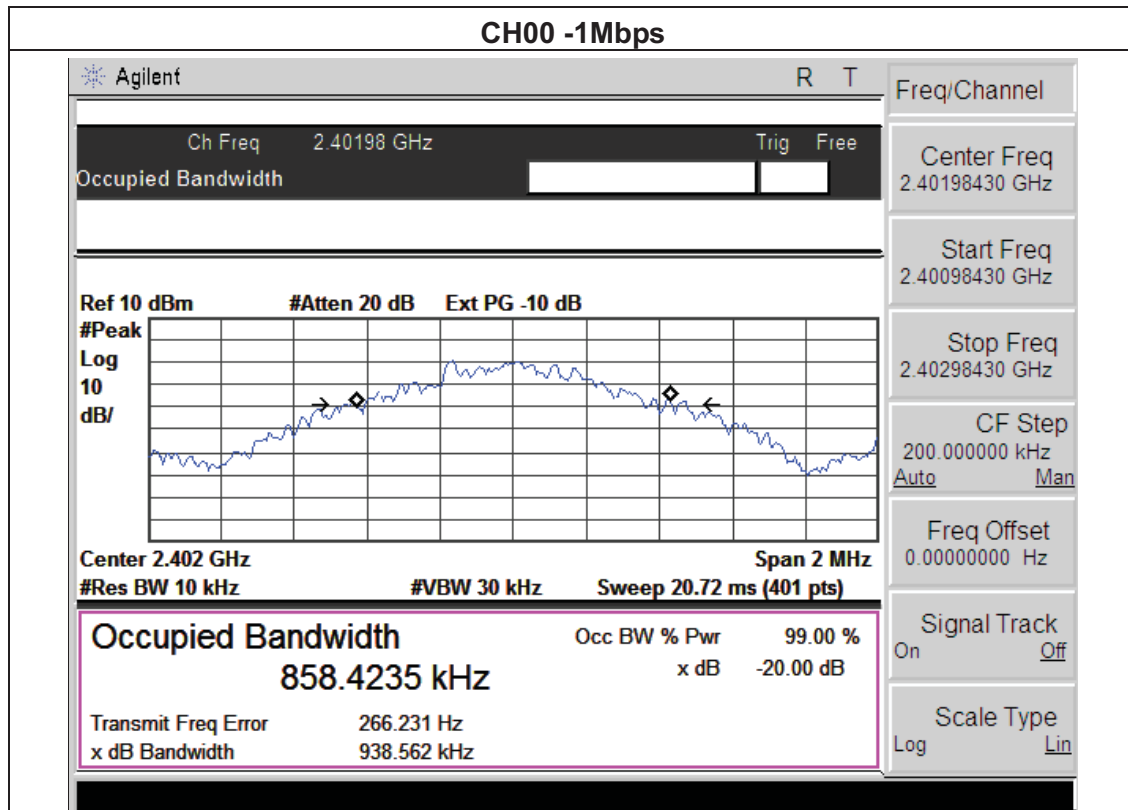 CH00 -1Mbps
Agilent R T
Ch Freq 2.40198 GHz Trig Free
Occupied Bandwidth
Ref 10 dBm #Atten 20 dB Ext PG -10 dB
#Peak
Log
10
dB/
Center 2.402 GHz Span 2 MHz
#Res BW 10 kHz #VBW 30 kHz Sweep 20.72 ms (401 pts)
Occupied Bandwidth Occ BW % Pwr 99.00 %
858.4235 kHz x dB -20.00 dB
Transmit Freq Error 266.231 Hz
x dB Bandwidth 938.562 kHz
Freq/Channel
Center Freq
2.40198430 GHz
Start Freq
2.40098430 GHz
Stop Freq
2.40298430 GHz
CF Step
200.000000 kHz
Auto Man
Freq Offset
0.00000000 Hz
Signal Track
On Off
Scale Type
Log Lin